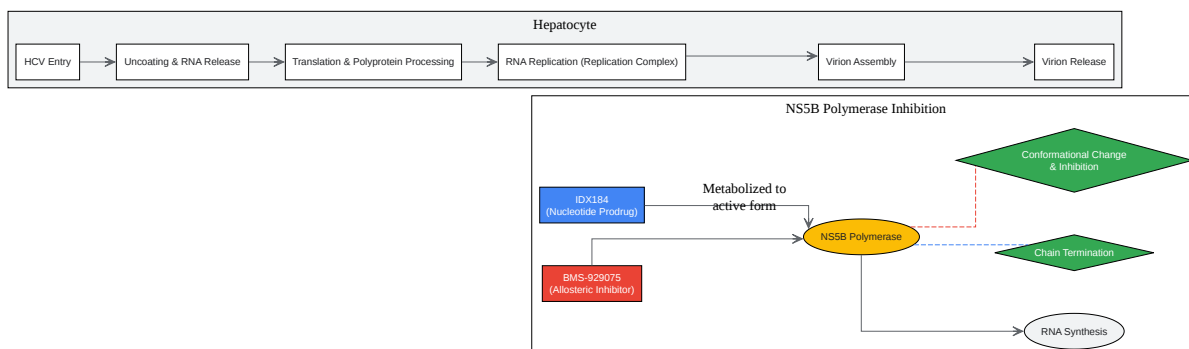 Hepatocyte
HCV Entry
Uncoating & RNA Release
Translation & Polyprotein Processing
RNA Replication (Replication Complex)
Virion Assembly
Virion Release
NS5B Polymerase Inhibition
Conformational Change
& Inhibition
IDX184
(Nucleotide Prodrug)
Metabolized to
active form
NS5B Polymerase
Chain Termination
BMS-929075
(Allosteric Inhibitor)
RNA Synthesis